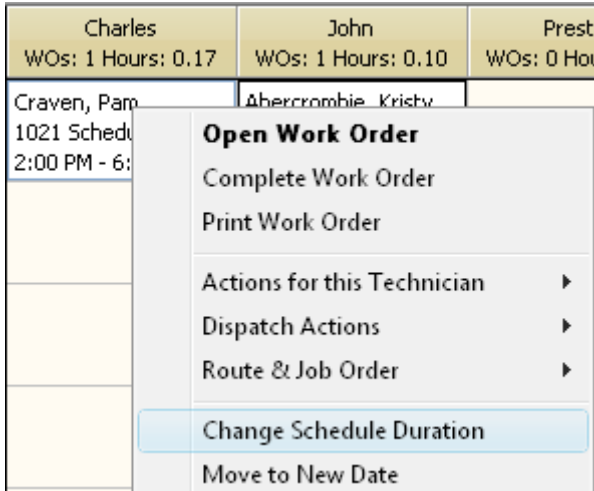 Charles John Prest
WOs: 1 Hours: 0.17 WOs: 1 Hours: 0.10 WOs: 0 Hou
Craven, Pam Abercrombie, Kristy
1021 Schedu
2:00 PM - 6:
Open Work Order
Complete Work Order
Print Work Order
Actions for this Technician
Dispatch Actions
Route & Job Order
Change Schedule Duration
Move to New Date